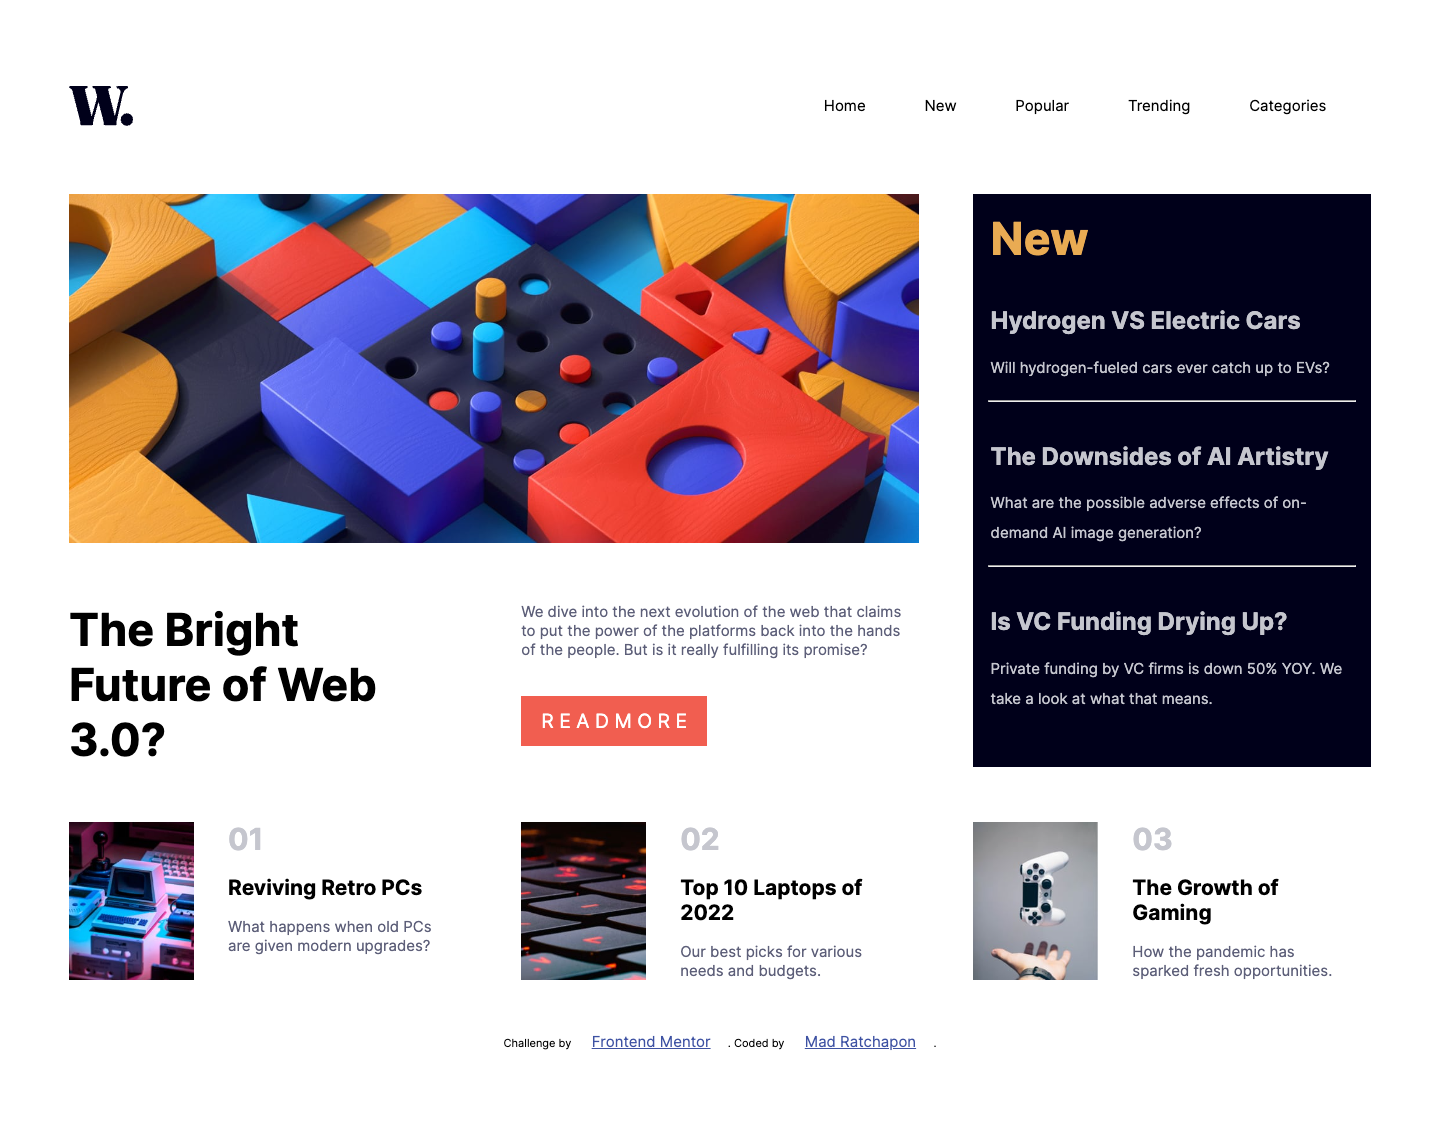 W.
Home
New
Popular
Trending
Categories
New
Hydrogen VS Electric Cars
Will hydrogen-fueled cars ever catch up to EVs?
The Downsides of AI Artistry
What are the possible adverse effects of on-
demand AI image generation?
Is VC Funding Drying Up?
Private funding by VC firms is down 50% YOY. We
take a look at what that means.
The Bright
Future of Web
3.0?
We dive into the next evolution of the web that claims
to put the power of the platforms back into the hands
of the people. But is it really fulfilling its promise?
READMORE
01
Reviving Retro PCs
What happens when old PCs
are given modern upgrades?
02
Top 10 Laptops of
2022
Our best picks for various
needs and budgets.
03
The Growth of
Gaming
How the pandemic has
sparked fresh opportunities.
Challenge by Frontend Mentor . Coded by Mad Ratchapon .